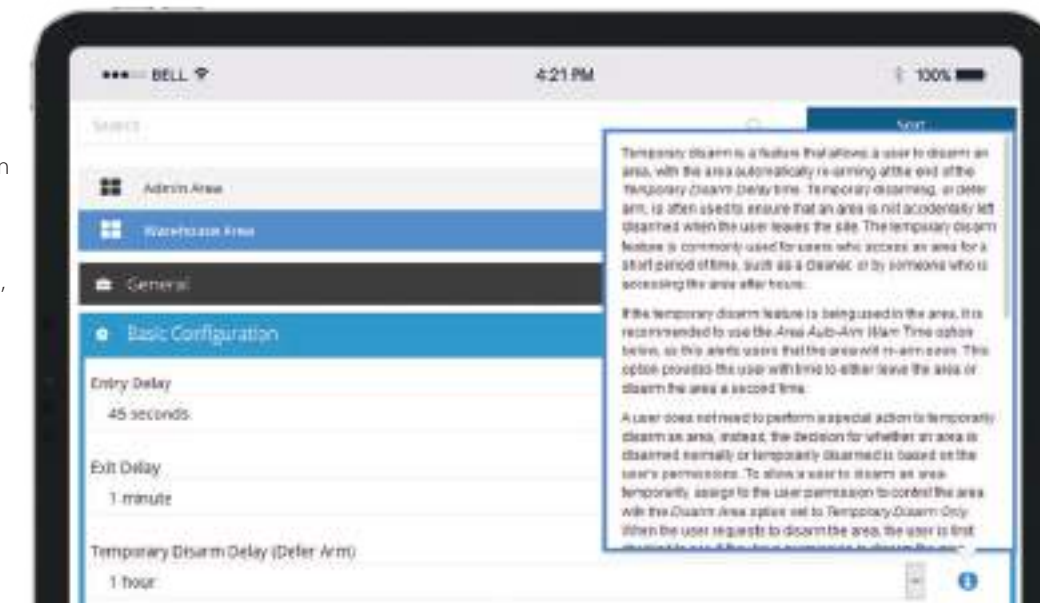 BELL 4:21 PM 100%
Search Sort
Admin Area
Warehouse Area
General
Basic Configuration
Entry Delay
45 seconds
Exit Delay
1 minute
Temporary Disarm Delay (Defer Arm)
1 hour
Temporary disarm is a feature that allows a user to disarm an
area, with the area automatically re-arming at the end of the
Temporary Disarm Delay time. Temporary disarming, or defer
arm, is often used to ensure that an area is not accidentally left
disarmed when the user leaves the site. The temporary disarm
feature is commonly used for users who access an area for a
short period of time, such as a cleaner, or by someone who is
accessing the area after hours.
If the temporary disarm feature is being used in the area, it is
recommended to use the Area Auto-Arm Warn Time option
below, as this alerts users that the area will re-arm soon. This
option provides the user with time to either leave the area or
disarm the area a second time.
A user does not need to perform a special action to temporarily
disarm an area, instead, the decision for whether an area is
disarmed normally or temporarily disarmed is based on the
user's permissions. To allow a user to disarm an area
temporarily, assign to the user permission to control the area
with the Disarm Area option set to Temporary Disarm Only.
When the user requests to disarm the area, the user is first